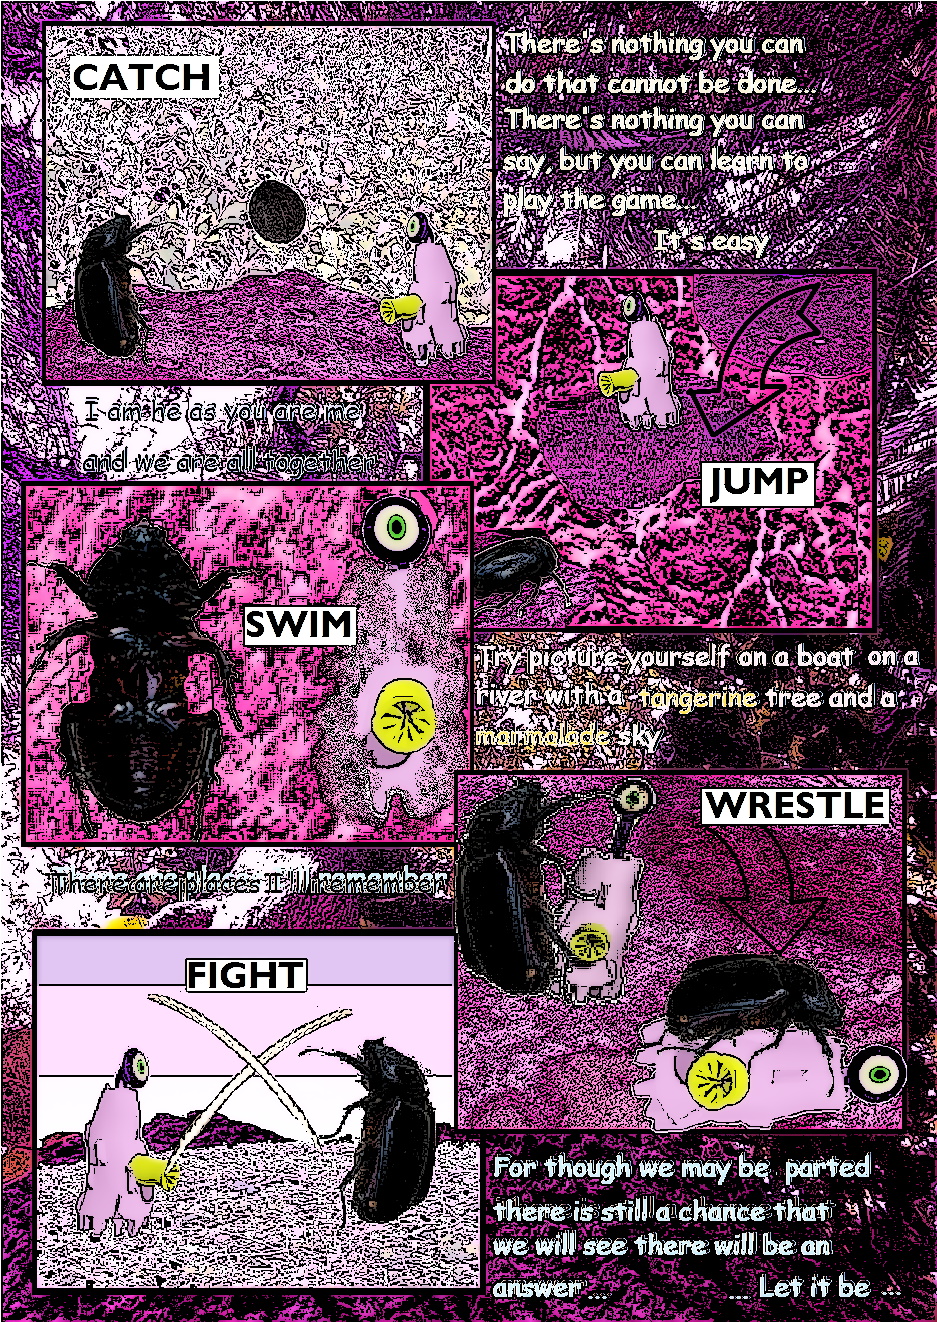 CATCH
There's nothing you can
do that cannot be done...
There's nothing you can
say, but you can learn to
play the game...
It's easy
JUMP
I am he as you are me
and we are all together
SWIM
Try picture yourself on a boat on a
river with a tangerine tree and a
marmalade sky
WRESTLE
There are places I'll remember
FIGHT
For though we may be parted
there is still a chance that
we will see there will be an
answer ... ... Let it be ...